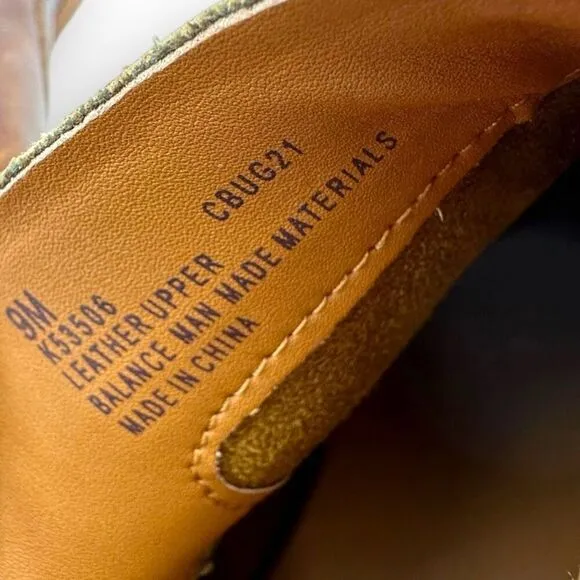 9M CBUG21
K53506
LEATHER UPPER
BALANCE MAN MADE MATERIALS
MADE IN CHINA